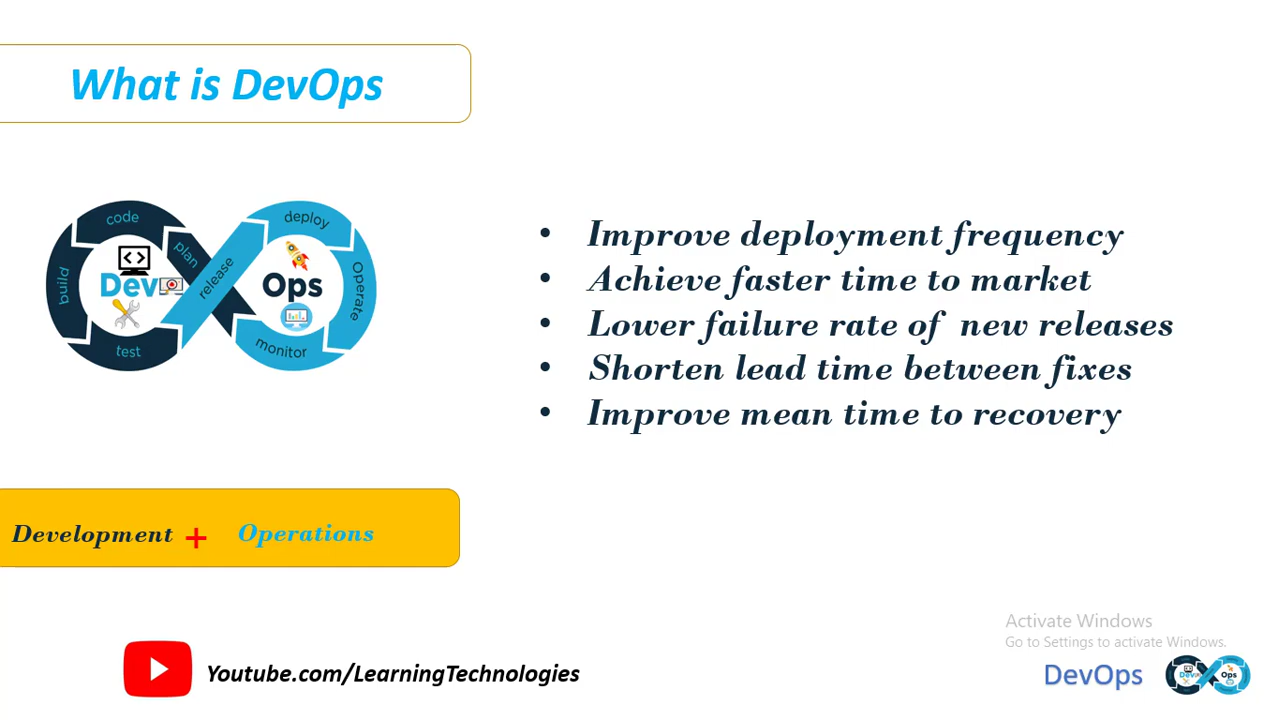 What is DevOps
code
plan
build
test
Dev
release
deploy
Operate
monitor
Ops
• Improve deployment frequency
• Achieve faster time to market
• Lower failure rate of new releases
• Shorten lead time between fixes
• Improve mean time to recovery
Development + Operations
Youtube.com/LearningTechnologies
Activate Windows
Go to Settings to activate Windows.
DevOps
Dev
Ops